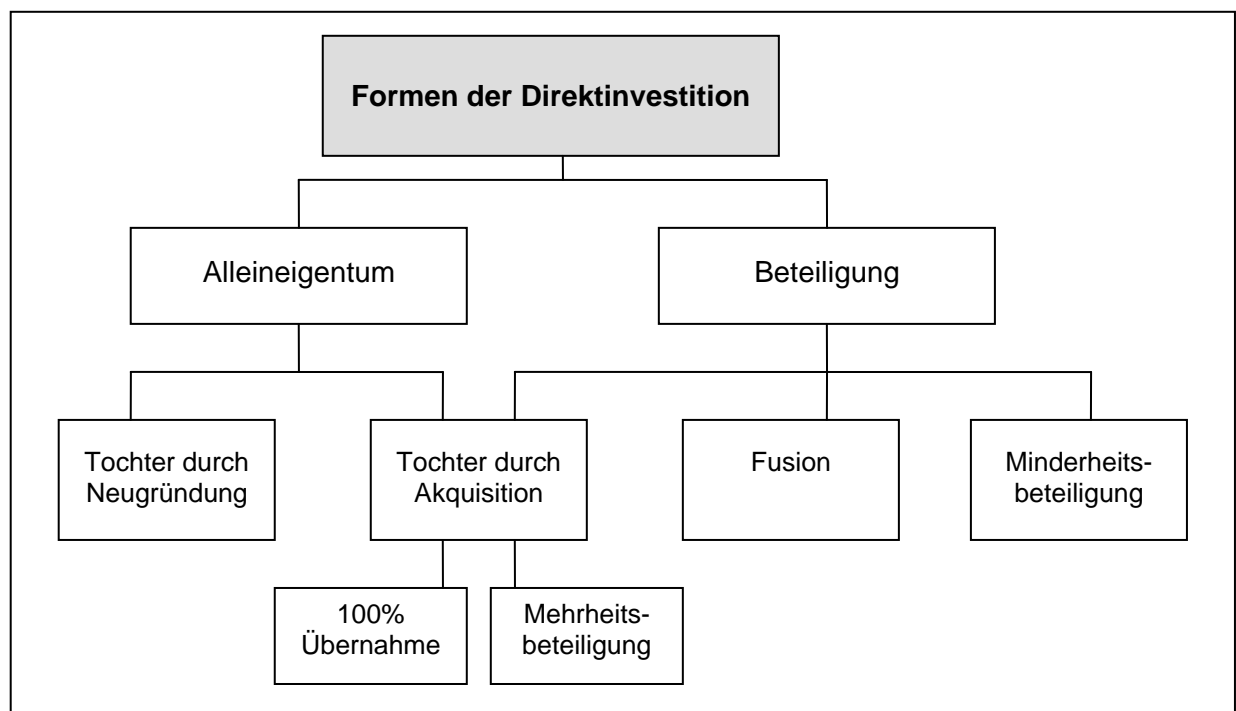 Formen der Direktinvestition
Alleineigentum
Beteiligung
Tochter durch
Neugründung
Tochter durch
Akquisition
Fusion
Minderheits-
beteiligung
100%
Übernahme
Mehrheits-
beteiligung